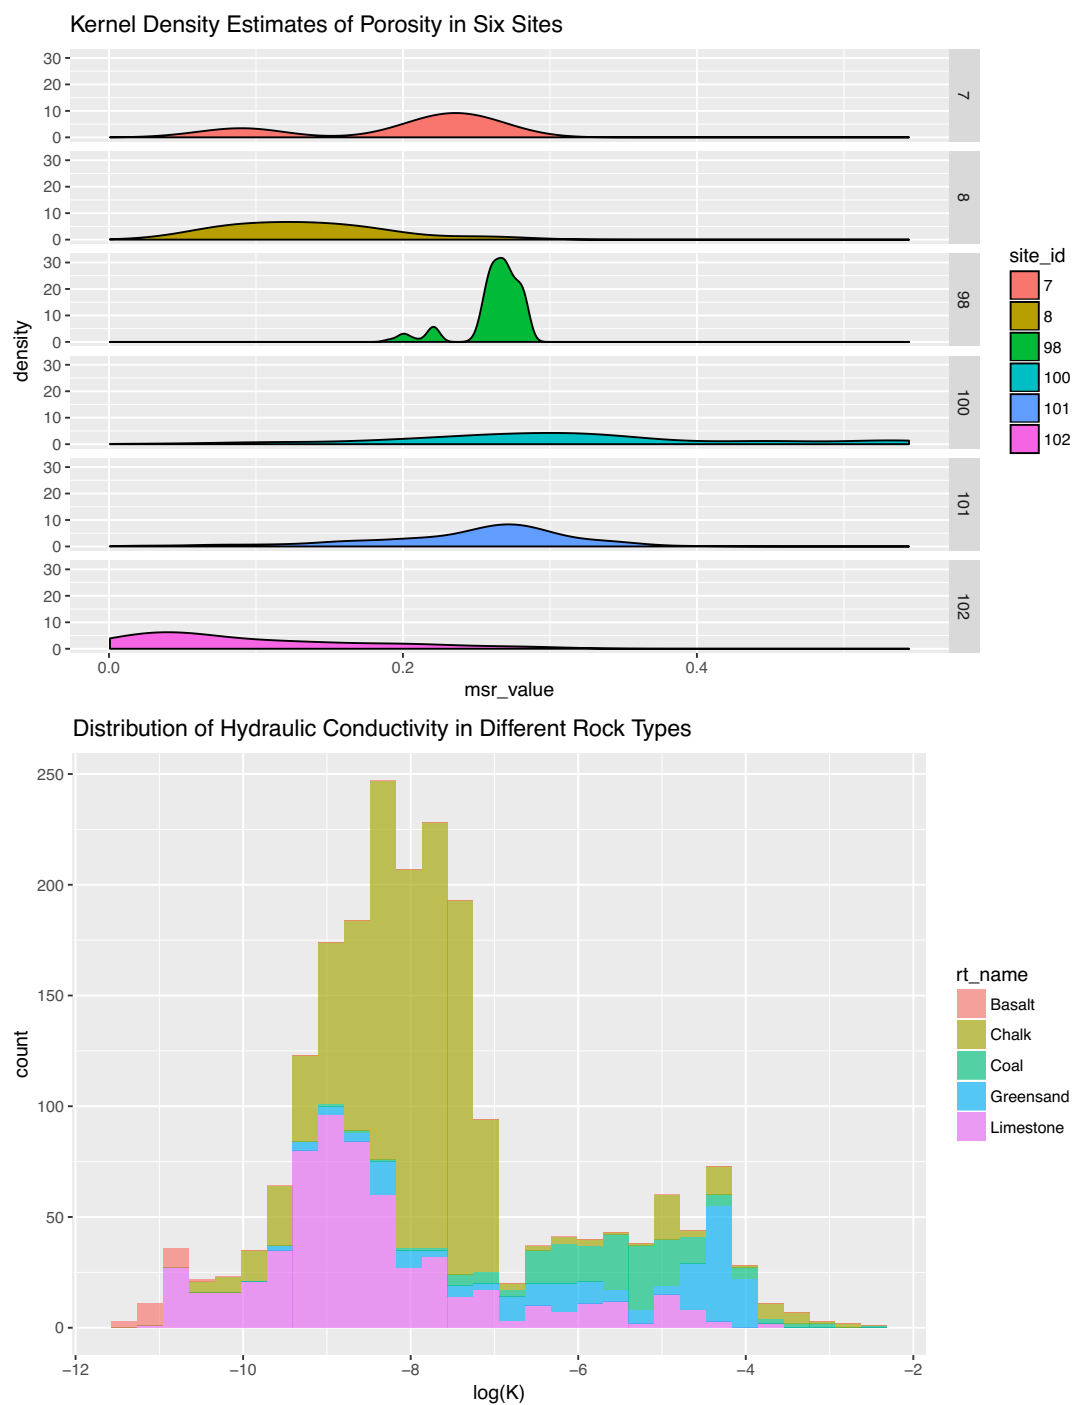 Kernel Density Estimates of Porosity in Six Sites
30
20
10
0
7
30
20
10
0
8
30
20
10
0
98
30
20
10
0
100
30
20
10
0
101
30
20
10
0
102
density
0.0 0.2 0.4
msr_value
site_id
7
8
98
100
101
102
Distribution of Hydraulic Conductivity in Different Rock Types
250
200
150
100
50
0
count
−12 −10 −8 −6 −4 −2
log(K)
rt_name
Basalt
Chalk
Coal
Greensand
Limestone